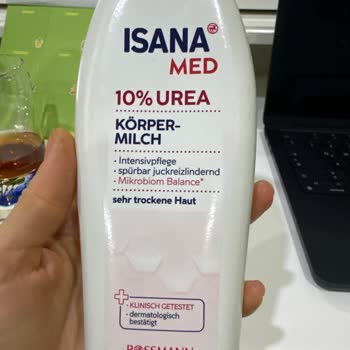 ISANA
MED
10% UREA
KÖRPER-
MILCH
· Intensivpflege
· spürbar juckreizlindernd
· Mikrobiom Balance*
sehr trockene Haut
· KLINISCH GETESTET
· dermatologisch
bestätigt
ROSSMANN